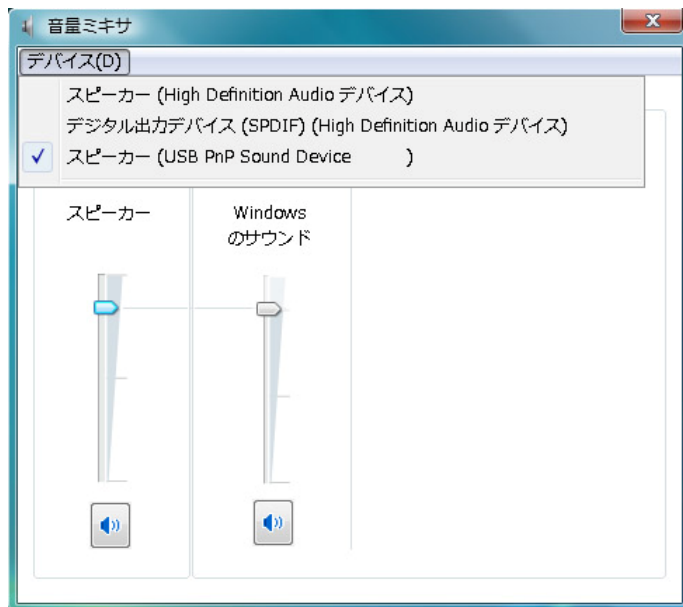 音量ミキサ
デバイス(D)
スピーカー (High Definition Audio デバイス)
デジタル出力デバイス (SPDIF) (High Definition Audio デバイス)
スピーカー (USB PnP Sound Device )
スピーカー
Windows
のサウンド